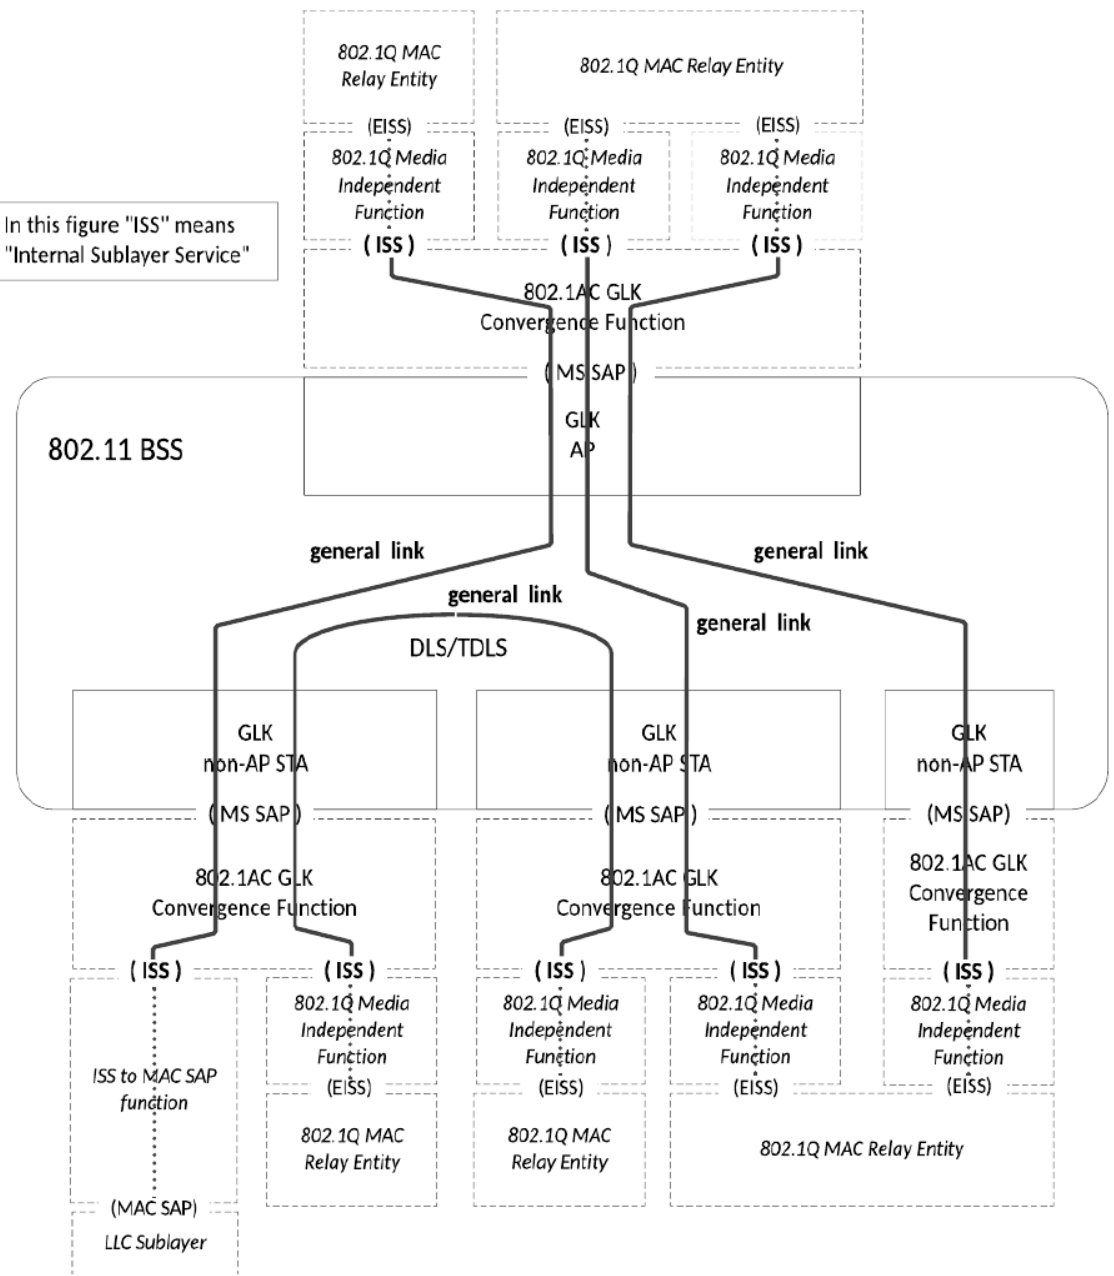 802.1Q MAC
Relay Entity
802.1Q MAC Relay Entity
(EISS)
(EISS)
(EISS)
802.1Q Media
Independent
Function
802.1Q Media
Independent
Function
802.1Q Media
Independent
Function
In this figure "ISS" means
"Internal Sublayer Service"
( ISS )
( ISS )
( ISS )
802.1AC GLK
Convergence Function
( MS SAP )
GLK
AP
802.11 BSS
general link
general link
general link
general link
DLS/TDLS
GLK
non-AP STA
GLK
non-AP STA
GLK
non-AP STA
( MS SAP )
( MS SAP )
(MS SAP)
802.1AC GLK
Convergence Function
802.1AC GLK
Convergence Function
802.1AC GLK
Convergence
Function
( ISS )
( ISS )
( ISS )
( ISS )
( ISS )
802.1Q Media
Independent
Function
802.1Q Media
Independent
Function
802.1Q Media
Independent
Function
802.1Q Media
Independent
Function
ISS to MAC SAP
function
(EISS)
(EISS)
(EISS)
(EISS)
802.1Q MAC
Relay Entity
802.1Q MAC
Relay Entity
802.1Q MAC Relay Entity
(MAC SAP)
LLC Sublayer